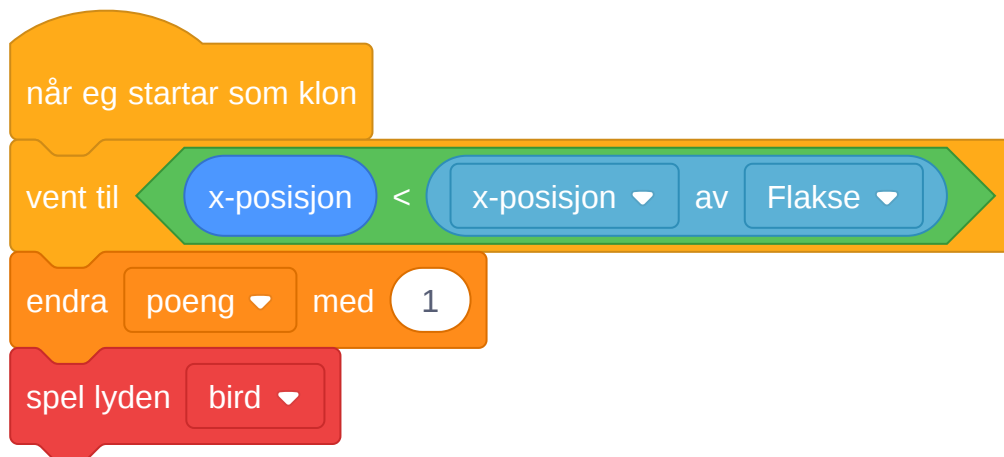 når eg startar som klon
vent til x-posisjon < x-posisjon av Flakse
endra poeng med 1
spel lyden bird